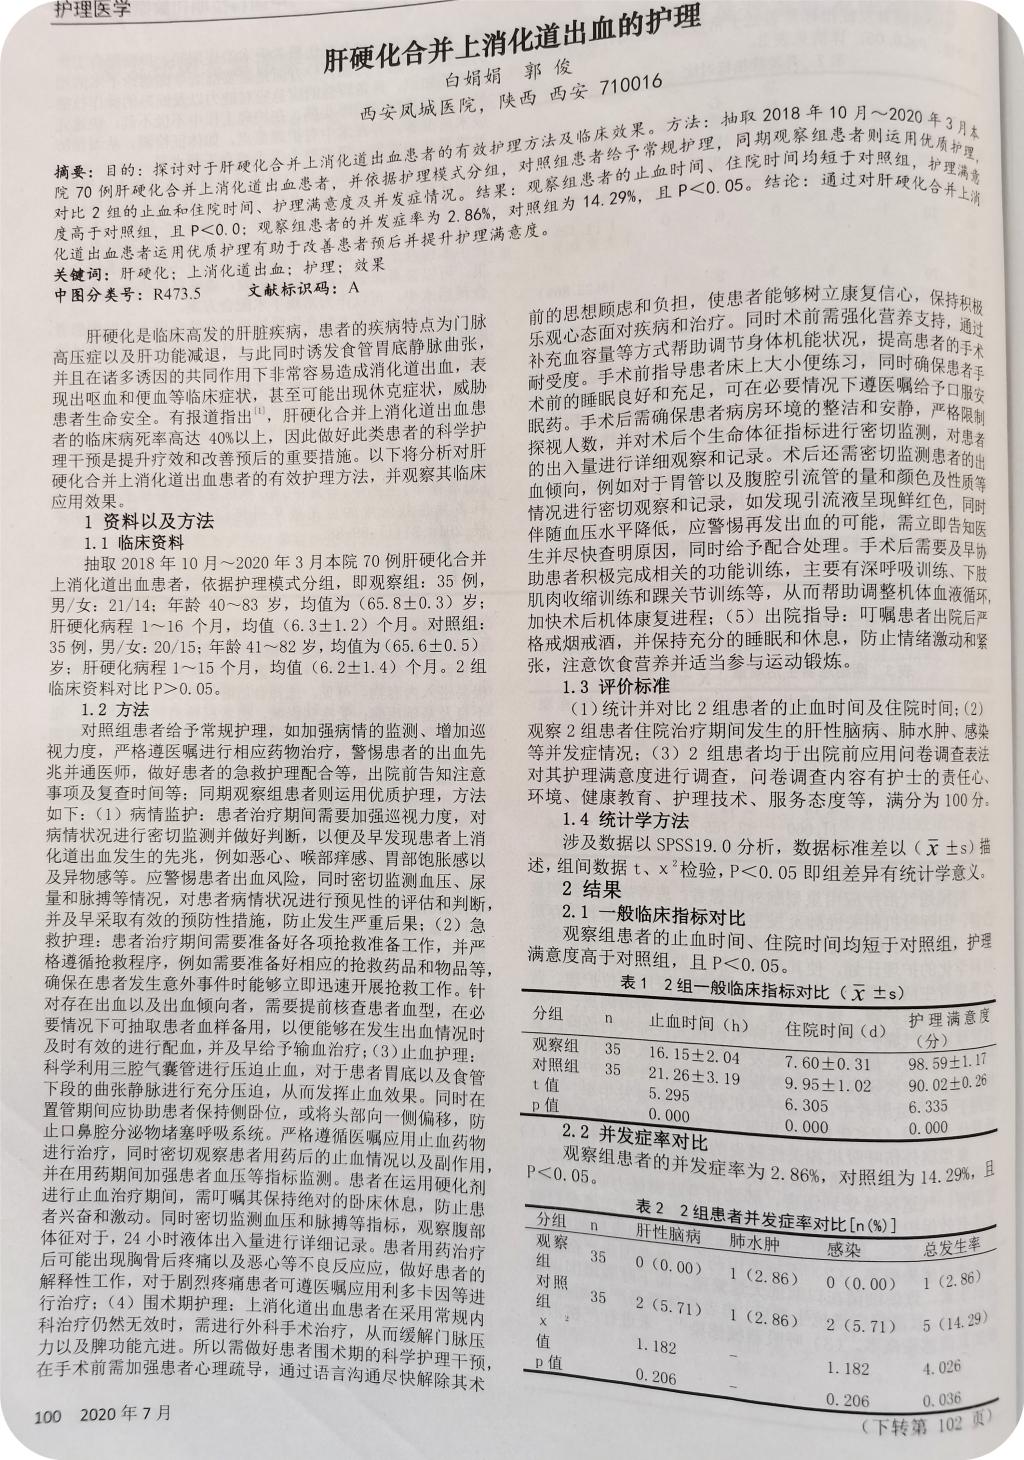 护理医学
肝硬化合并上消化道出血的护理
白娟娟 郭 俊
西安凤城医院，陕西 西安 710016
摘要：目的：探讨对于肝硬化合并上消化道出血患者的有效护理方法及临床效果。方法：抽取 2018 年 10 月～2020 年 3 月本
院 70 例肝硬化合并上消化道出血患者，并依据护理模式分组，对照组患者给予常规护理，同期观察组患者则运用优质护理，
对比 2 组的止血和住院时间、护理满意度及并发症情况。结果：观察组患者的止血时间、住院时间均短于对照组，护理满意
度高于对照组，且 P＜0.0；观察组患者的并发症率为 2.86%，对照组为 14.29%，且 P＜0.05。结论：通过对肝硬化合并上消
化道出血患者运用优质护理有助于改善患者预后并提升护理满意度。
关键词：肝硬化；上消化道出血；护理；效果
中图分类号：R473.5 文献标识码：A
肝硬化是临床高发的肝脏疾病，患者的疾病特点为门脉
高压症以及肝功能减退，与此同时诱发食管胃底静脉曲张，
并且在诸多诱因的共同作用下非常容易造成消化道出血，表
现出呕血和便血等临床症状，甚至可能出现休克症状，威胁
患者生命安全。有报道指出[1]，肝硬化合并上消化道出血患
者的临床病死率高达 40%以上，因此做好此类患者的科学护
理干预是提升疗效和改善预后的重要措施。以下将分析对肝
硬化合并上消化道出血患者的有效护理方法，并观察其临床
应用效果。
1 资料以及方法
1.1 临床资料
抽取 2018 年 10 月～2020 年 3 月本院 70 例肝硬化合并
上消化道出血患者，依据护理模式分组，即观察组：35 例，
男/女：21/14；年龄 40～83 岁，均值为（65.8±0.3）岁；
肝硬化病程 1～16 个月，均值（6.3±1.2）个月。对照组：
35 例，男/女：20/15；年龄 41～82 岁，均值为（65.6±0.5）
岁；肝硬化病程 1～15 个月，均值（6.2±1.4）个月。2 组
临床资料对比 P＞0.05。
1.2 方法
对照组患者给予常规护理，如加强病情的监测、增加巡
视力度，严格遵医嘱进行相应药物治疗，警惕患者的出血先
兆并通医师，做好患者的急救护理配合等，出院前告知注意
事项及复查时间等；同期观察组患者则运用优质护理，方法
如下：（1）病情监护：患者治疗期间需要加强巡视力度，对
病情状况进行密切监测并做好判断，以便及早发现患者上消
化道出血发生的先兆，例如恶心、喉部痒感、胃部饱胀感以
及异物感等。应警惕患者出血风险，同时密切监测血压、尿
量和脉搏等情况，对患者病情状况进行预见性的评估和判断，
并及早采取有效的预防性措施，防止发生严重后果；（2）急
救护理：患者治疗期间需要准备好各项抢救准备工作，并严
格遵循抢救程序，例如需要准备好相应的抢救药品和物品等，
确保在患者发生意外事件时能够立即迅速开展抢救工作。针
对存在出血以及出血倾向者，需要提前核查患者血型，在必
要情况下可抽取患者血样备用，以便能够在发生出血情况时
及时有效的进行配血，并及早给予输血治疗；（3）止血护理：
科学利用三腔气囊管进行压迫止血，对于患者胃底以及食管
下段的曲张静脉进行充分压迫，从而发挥止血效果。同时在
置管期间应协助患者保持侧卧位，或将头部向一侧偏移，防
止口鼻腔分泌物堵塞呼吸系统。严格遵循医嘱应用止血药物
进行治疗，同时密切观察患者用药后的止血情况以及副作用，
并在用药期间加强患者血压等指标监测。患者在运用硬化剂
进行止血治疗期间，需叮嘱其保持绝对的卧床休息，防止患
者兴奋和激动。同时密切监测血压和脉搏等指标，观察腹部
体征对于，24 小时液体出入量进行详细记录。患者用药治疗
后可能出现胸骨后疼痛以及恶心等不良反应应，做好患者的
解释性工作，对于剧烈疼痛患者可遵医嘱应用利多卡因等进
行治疗；（4）围术期护理：上消化道出血患者在采用常规内
科治疗仍然无效时，需进行外科手术治疗，从而缓解门脉压
力以及脾功能亢进。所以需做好患者围术期的科学护理干预，
在手术前需加强患者心理疏导，通过语言沟通尽快解除其术
前的思想顾虑和负担，使患者能够树立康复信心，保持积极
乐观心态面对疾病和治疗。同时术前需强化营养支持，通过
补充血容量等方式帮助调节身体机能状况，提高患者的手术
耐受度。手术前指导患者床上大小便练习，同时确保患者手
术前的睡眠良好和充足，可在必要情况下遵医嘱给予口服安
眠药。手术后需确保患者病房环境的整洁和安静，严格限制
探视人数，并对术后个生命体征指标进行密切监测，对患者
的出入量进行详细观察和记录。术后还需密切监测患者的出
血倾向，例如对于胃管以及腹腔引流管的量和颜色及性质等
情况进行密切观察和记录，如发现引流液呈现鲜红色，同时
伴随血压水平降低，应警惕再发出血的可能，需立即告知医
生并尽快查明原因，同时给予配合处理。手术后需要及早协
助患者积极完成相关的功能训练，主要有深呼吸训练、下肢
肌肉收缩训练和踝关节训练等，从而帮助调整机体血液循环，
加快术后机体康复进程；（5）出院指导：叮嘱患者出院后严
格戒烟戒酒，并保持充分的睡眠和休息，防止情绪激动和紧
张，注意饮食营养并适当参与运动锻炼。
1.3 评价标准
（1）统计并对比 2 组患者的止血时间及住院时间；（2）
观察 2 组患者住院治疗期间发生的肝性脑病、肺水肿、感染
等并发症情况；（3）2 组患者均于出院前应用问卷调查表法
对其护理满意度进行调查，问卷调查内容有护士的责任心、
环境、健康教育、护理技术、服务态度等，满分为 100 分。
1.4 统计学方法
涉及数据以 SPSS19.0 分析，数据标准差以（x̄±s）描
述，组间数据 t、x²检验，P＜0.05 即组差异有统计学意义。
2 结果
2.1 一般临床指标对比
观察组患者的止血时间、住院时间均短于对照组，护理
满意度高于对照组，且 P＜0.05。
表 1 2 组一般临床指标对比（x̄±s）
分组 n 止血时间（h） 住院时间（d） 护理满意度（分）
观察组 35 16.15±2.04 7.60±0.31 98.59±1.17
对照组 35 21.26±3.19 9.95±1.02 90.02±0.26
t 值 5.295 6.305 6.335
p 值 0.000 0.000 0.000
2.2 并发症率对比
观察组患者的并发症率为 2.86%，对照组为 14.29%，且
P＜0.05。
表 2 2 组患者并发症率对比[n(%)]
分组 n 肝性脑病 肺水肿 感染 总发生率
观察组 35 0（0.00） 1（2.86） 0（0.00） 1（2.86）
对照组 35 2（5.71） 1（2.86） 2（5.71） 5（14.29）
x²值 1.182 – 1.182 4.026
p 值 0.206 – 0.206 0.036
（下转第 102 页）
100 2020 年 7 月